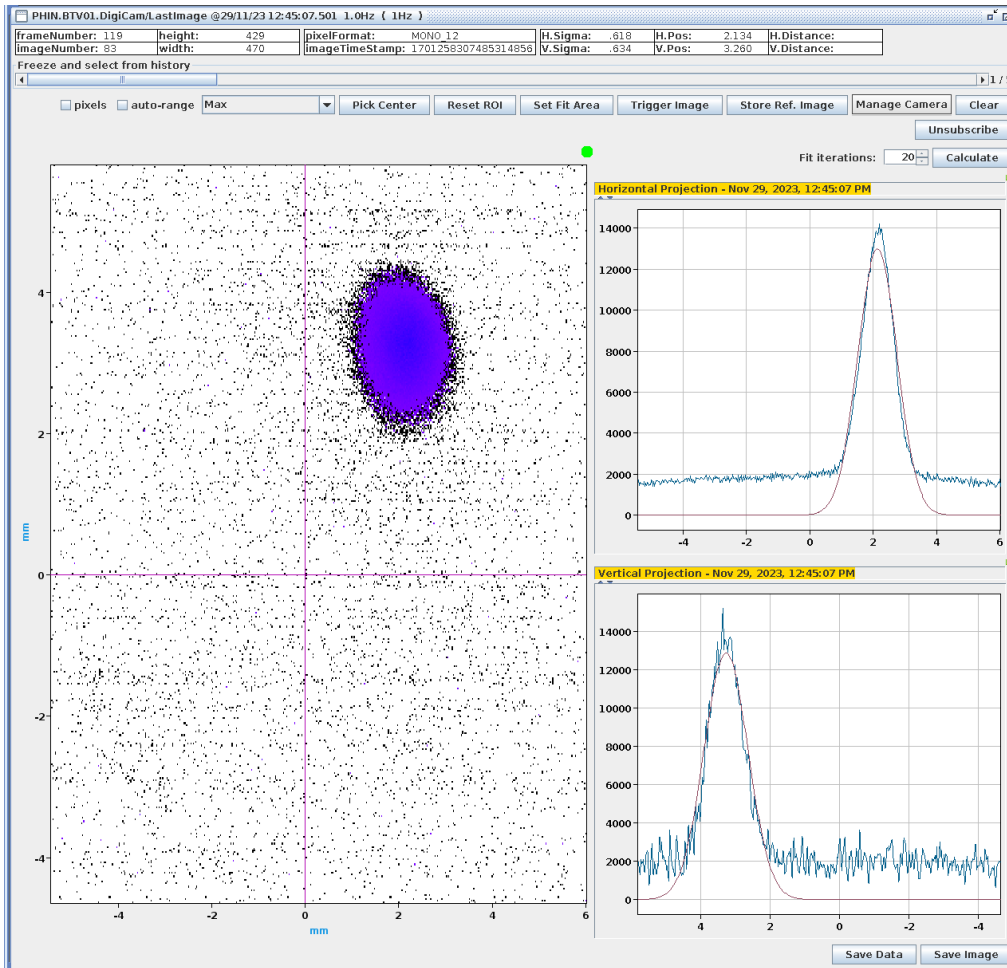 PHIN.BTV01.DigiCam/LastImage @29/11/23 12:45:07.501 1.0Hz ( 1Hz )
frameNumber: 119 height: 429 pixelFormat: MONO_12 H.Sigma: .618 H.Pos: 2.134 H.Distance:
imageNumber: 83 width: 470 imageTimeStamp: 1701258307485314856 V.Sigma: .634 V.Pos: 3.260 V.Distance:
Freeze and select from history
1 /
pixels auto-range Max Pick Center Reset ROI Set Fit Area Trigger Image Store Ref. Image Manage Camera Clear
Unsubscribe
Fit iterations: 20 Calculate
4
2
0
-2
-4
mm
-4 -2 0 2 4 6
mm
Horizontal Projection - Nov 29, 2023, 12:45:07 PM
14000
12000
10000
8000
6000
4000
2000
0
-4 -2 0 2 4 6
Vertical Projection - Nov 29, 2023, 12:45:07 PM
14000
12000
10000
8000
6000
4000
2000
0
4 2 0 -2 -4
Save Data Save Image